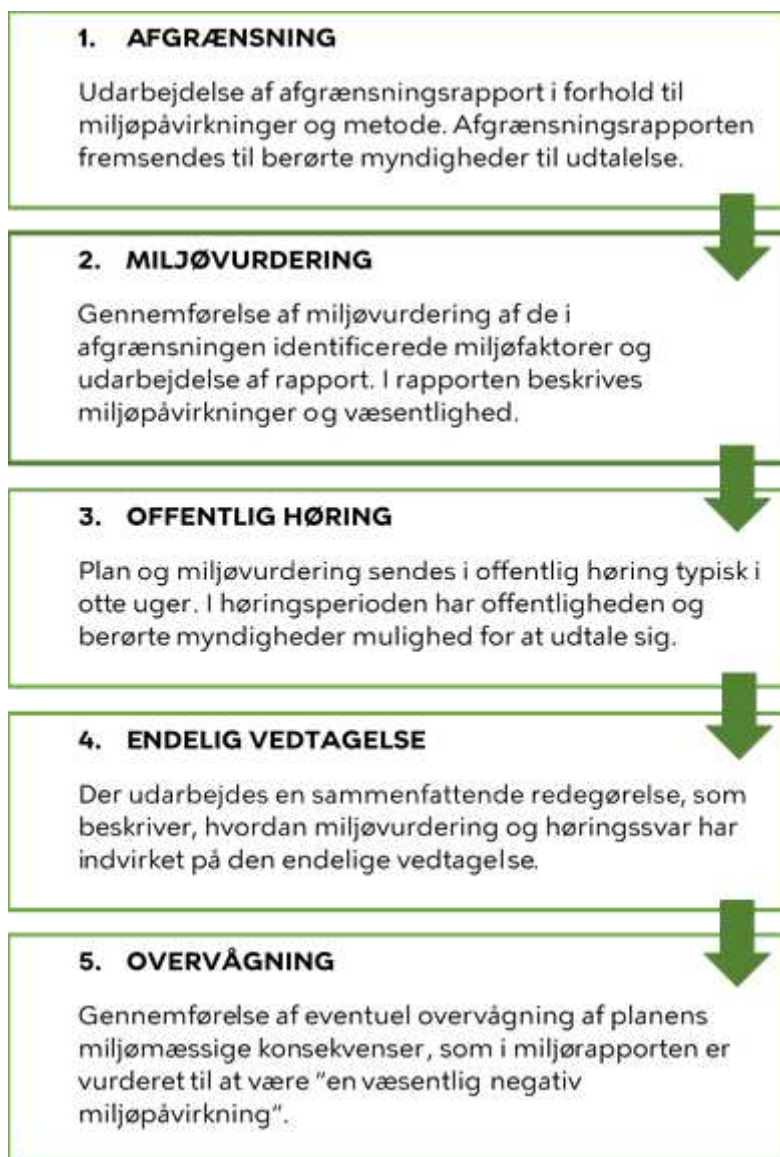 1. AFGRÆNSNING
Udarbejdelse af afgrænsningsrapport i forhold til
miljøpåvirkninger og metode. Afgrænsningsrapporten
fremsendes til berørte myndigheder til udtalelse.
2. MILJØVURDERING
Gennemførelse af miljøvurdering af de i
afgrænsningen identificerede miljøfaktorer og
udarbejdelse af rapport. I rapporten beskrives
miljøpåvirkninger og væsentlighed.
3. OFFENTLIG HØRING
Plan og miljøvurdering sendes i offentlig høring typisk i
otte uger. I høringsperioden har offentligheden og
berørte myndigheder mulighed for at udtale sig.
4. ENDELIG VEDTAGELSE
Der udarbejdes en sammenfattende redegørelse, som
beskriver, hvordan miljøvurdering og høringssvar har
indvirket på den endelige vedtagelse.
5. OVERVÅGNING
Gennemførelse af eventuel overvågning af planens
miljømæssige konsekvenser, som i miljørapporten er
vurderet til at være "en væsentlig negativ
miljøpåvirkning".